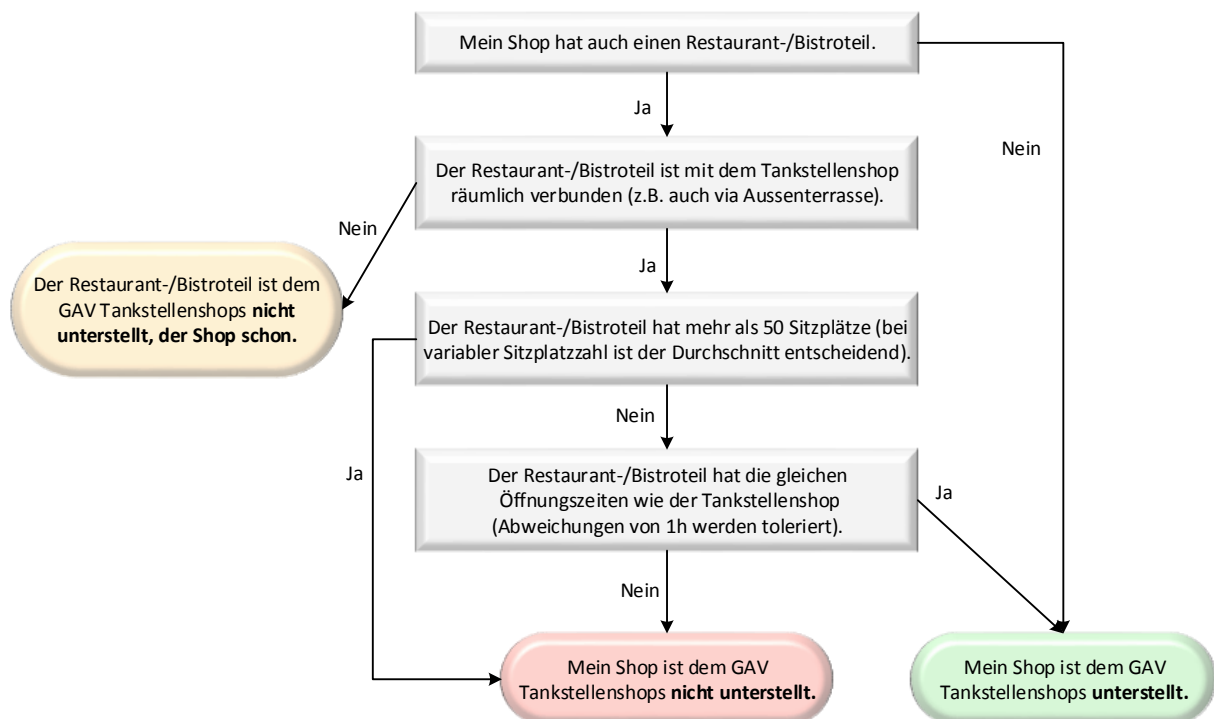 Mein Shop hat auch einen Restaurant-/Bistroteil.
Ja
Nein
Der Restaurant-/Bistroteil ist mit dem Tankstellenshop
räumlich verbunden (z.B. auch via Aussenterrasse).
Nein
Ja
Der Restaurant-/Bistroteil ist dem
GAV Tankstellenshops nicht
unterstellt, der Shop schon.
Der Restaurant-/Bistroteil hat mehr als 50 Sitzplätze (bei
variabler Sitzplatzzahl ist der Durchschnitt entscheidend).
Nein
Ja
Der Restaurant-/Bistroteil hat die gleichen
Öffnungszeiten wie der Tankstellenshop
(Abweichungen von 1h werden toleriert).
Ja
Nein
Mein Shop ist dem GAV
Tankstellenshops nicht unterstellt.
Mein Shop ist dem GAV
Tankstellenshops unterstellt.